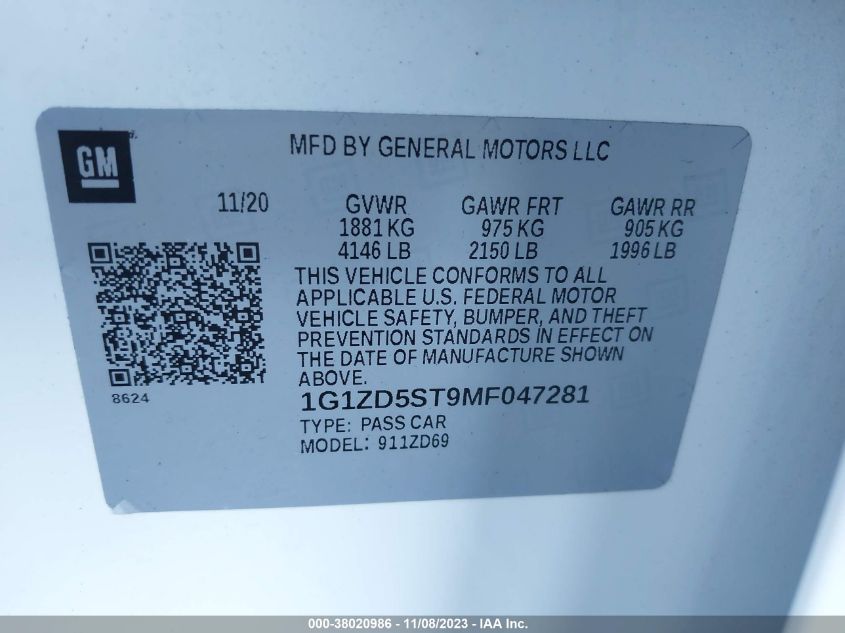 GM
MFD BY GENERAL MOTORS LLC
11/20 GVWR GAWR FRT GAWR RR
1881 KG 975 KG 905 KG
4146 LB 2150 LB 1996 LB
THIS VEHICLE CONFORMS TO ALL
APPLICABLE U.S. FEDERAL MOTOR
VEHICLE SAFETY, BUMPER, AND THEFT
PREVENTION STANDARDS IN EFFECT ON
THE DATE OF MANUFACTURE SHOWN
ABOVE.
8624
1G1ZD5ST9MF047281
TYPE: PASS CAR
MODEL: 911ZD69
000-38020986 - 11/08/2023 - IAA Inc.